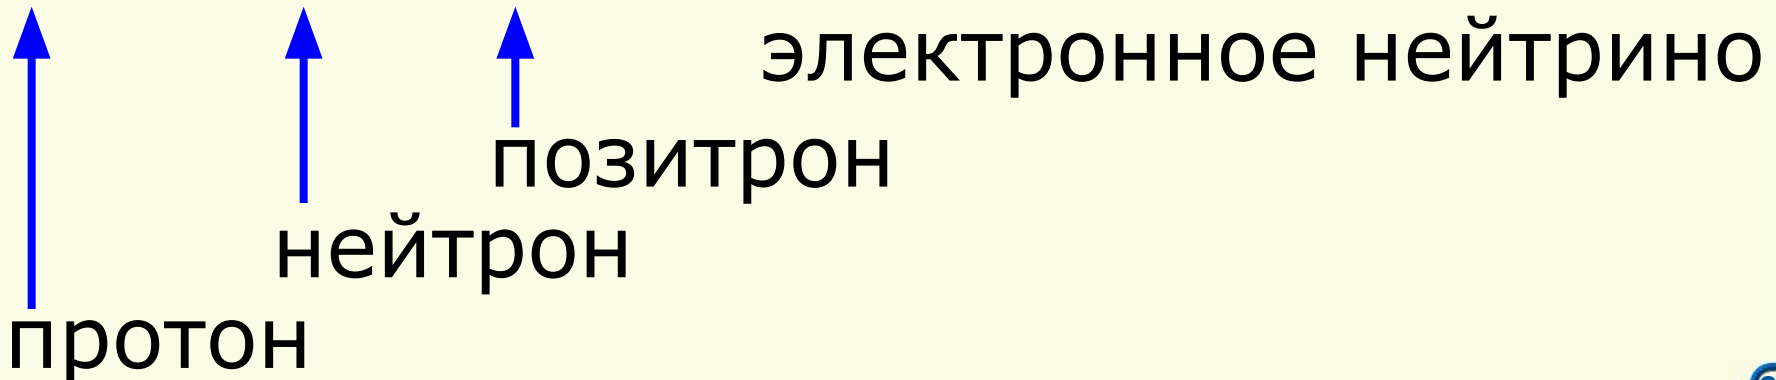 электронное нейтрино
позитрон
нейтрон
протон